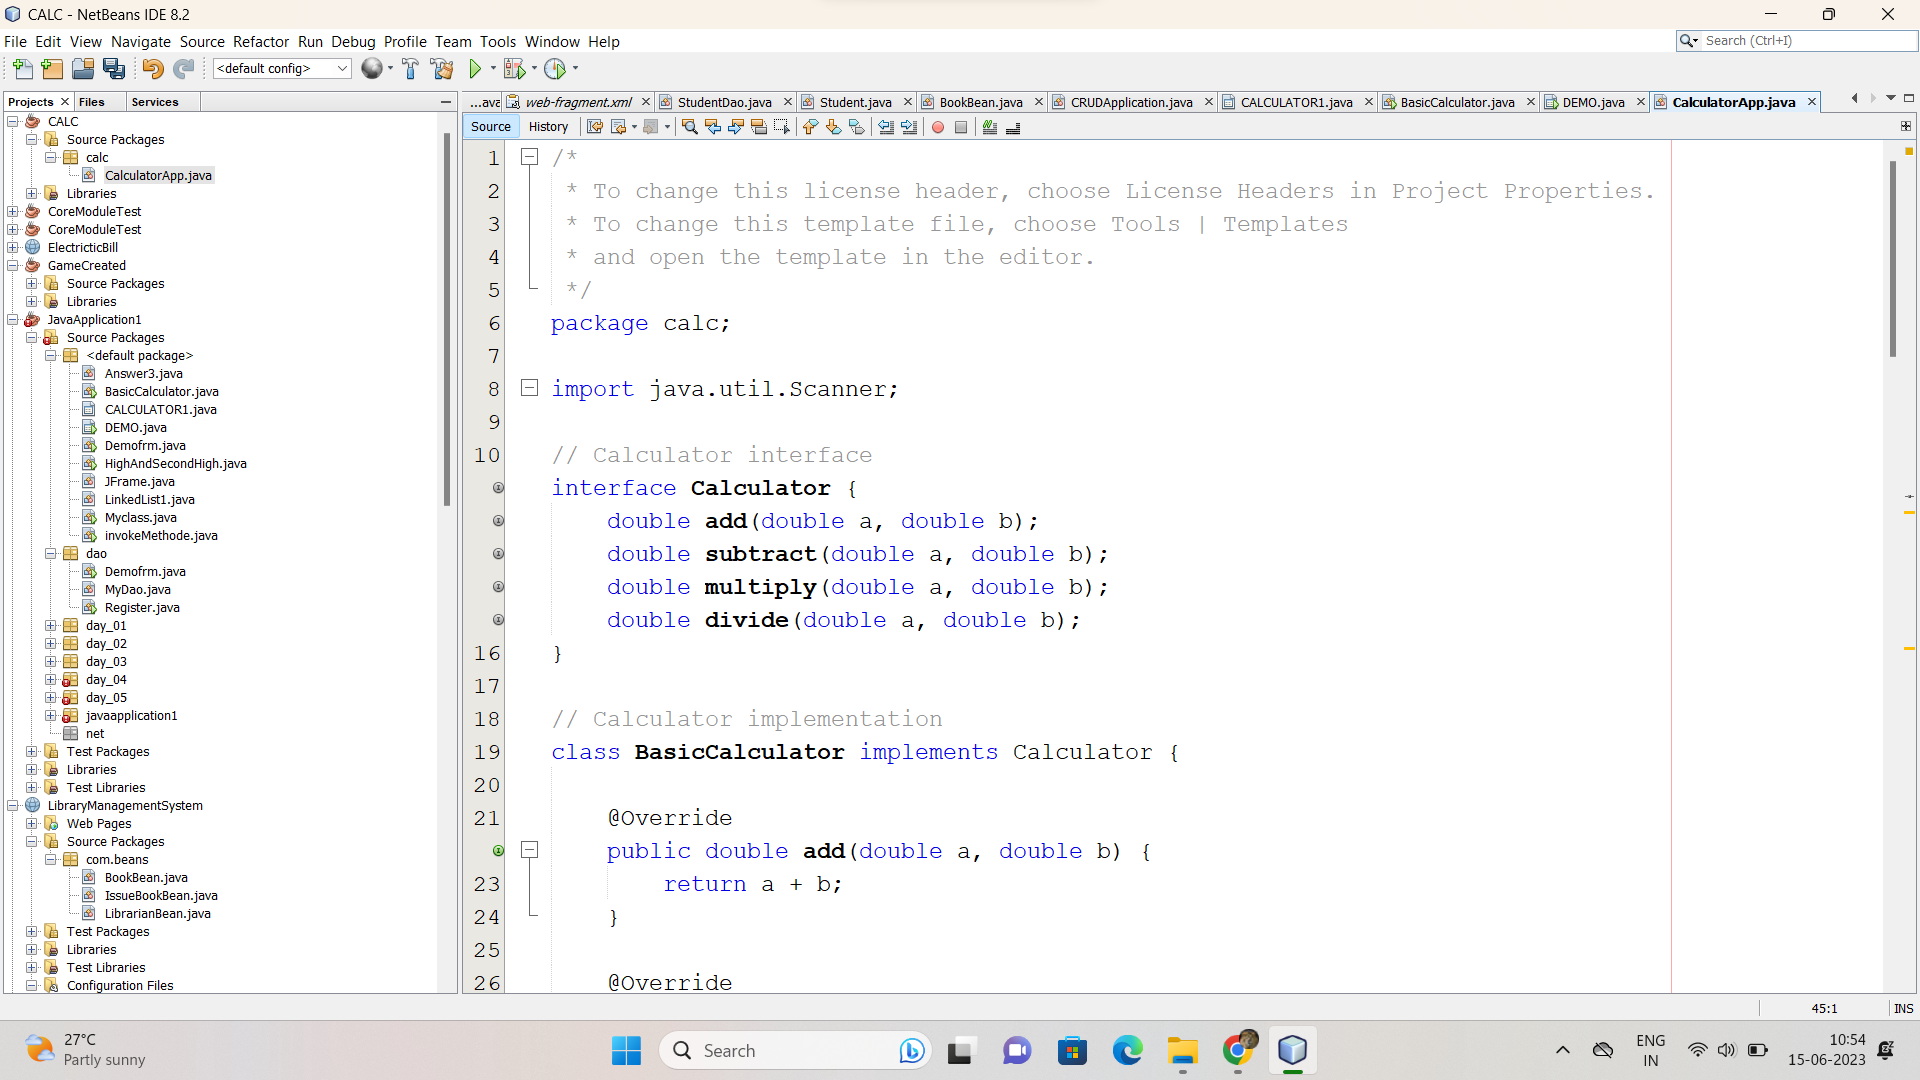 CALC - NetBeans IDE 8.2
File Edit View Navigate Source Refactor Run Debug Profile Team Tools Window Help
Search (Ctrl+I)
<default config>
Projects Files Services
...ava web-fragment.xml StudentDao.java Student.java BookBean.java CRUDApplication.java CALCULATOR1.java BasicCalculator.java DEMO.java CalculatorApp.java
Source History
CALC
Source Packages
calc
CalculatorApp.java
Libraries
CoreModuleTest
CoreModuleTest
ElectricticBill
GameCreated
Source Packages
Libraries
JavaApplication1
Source Packages
<default package>
Answer3.java
BasicCalculator.java
CALCULATOR1.java
DEMO.java
Demofrm.java
HighAndSecondHigh.java
JFrame.java
LinkedList1.java
Myclass.java
invokeMethode.java
dao
Demofrm.java
MyDao.java
Register.java
day_01
day_02
day_03
day_04
day_05
javaapplication1
net
Test Packages
Libraries
Test Libraries
LibraryManagementSystem
Web Pages
Source Packages
com.beans
BookBean.java
IssueBookBean.java
LibrarianBean.java
Test Packages
Libraries
Test Libraries
Configuration Files
1 /*
2 * To change this license header, choose License Headers in Project Properties.
3 * To change this template file, choose Tools | Templates
4 * and open the template in the editor.
5 */
6 package calc;
7
8 import java.util.Scanner;
9
10 // Calculator interface
interface Calculator {
double add(double a, double b);
double subtract(double a, double b);
double multiply(double a, double b);
double divide(double a, double b);
16 }
17
18 // Calculator implementation
19 class BasicCalculator implements Calculator {
20
21 @Override
public double add(double a, double b) {
23 return a + b;
24 }
25
26 @Override
45:1 INS
27°C
Partly sunny
Search
ENG
IN
10:54
15-06-2023